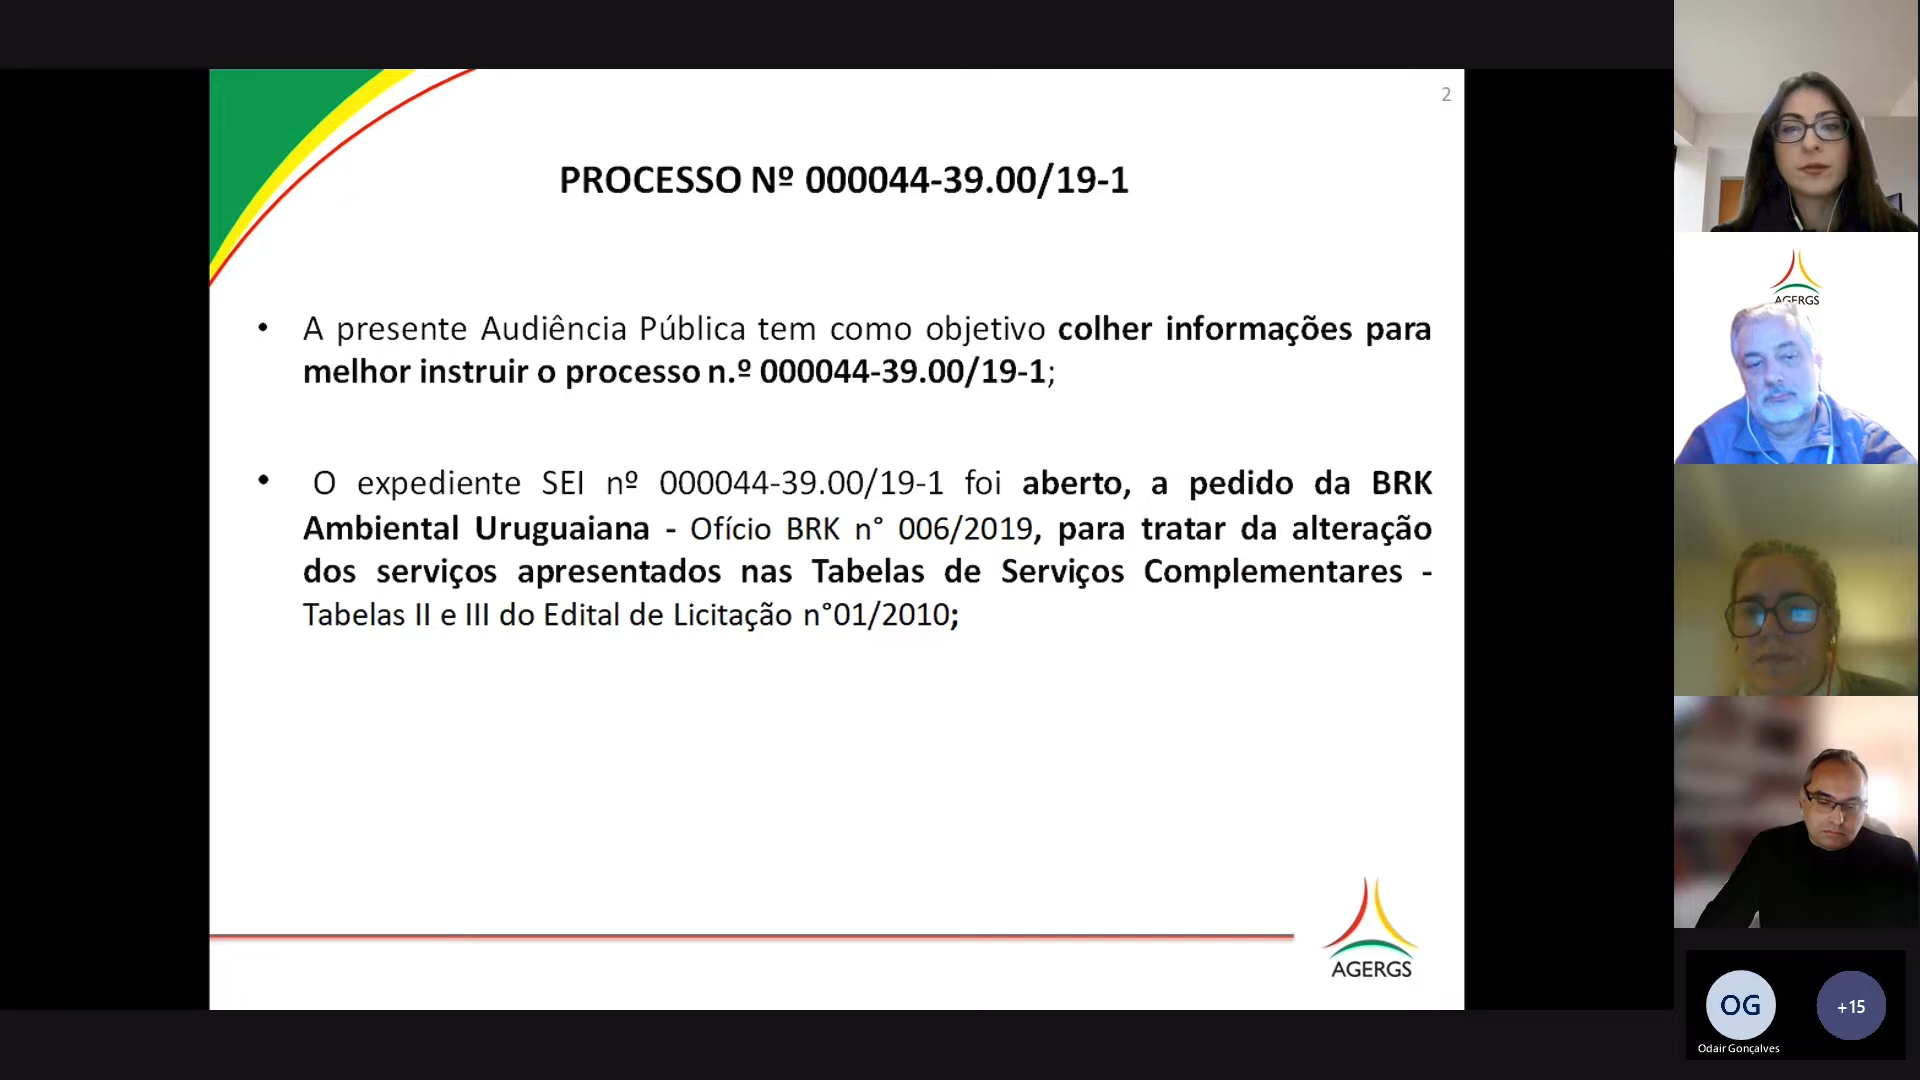 2
PROCESSO Nº 000044-39.00/19-1
• A presente Audiência Pública tem como objetivo colher informações para
melhor instruir o processo n.º 000044-39.00/19-1;
• O expediente SEI nº 000044-39.00/19-1 foi aberto, a pedido da BRK
Ambiental Uruguaiana - Ofício BRK n° 006/2019, para tratar da alteração
dos serviços apresentados nas Tabelas de Serviços Complementares -
Tabelas II e III do Edital de Licitação n°01/2010;
AGERGS
AGERGS
OG
+15
Odair Gonçalves